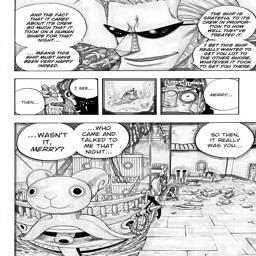 AND THE FACT
THAT IT CARED
ABOUT ITS CREW
SO MUCH THAT IT
TOOK ON A HUMAN
SHAPE FOR THAT
CREW...
...MEANS THIS
SHIP MUST HAVE
BEEN VERY HAPPY
INDEED.
THE SHIP IS
GRATEFUL TO ITS
CREW IN PROPOR-
TION TO HOW
WELL THEY'VE
TREATED IT.
I BET THIS SHIP
REALLY WANTED TO
GET YOU LOT TO
THE OTHER SHORE,
WHATEVER IT TOOK
TO GET YOU THERE.
I SEE...
THEN...
MERRY...
SO THEN,
IT REALLY
WAS YOU...
...WHO
CAME AND
TALKED TO
ME THAT
NIGHT...
...WASN'T
IT,
MERRY?